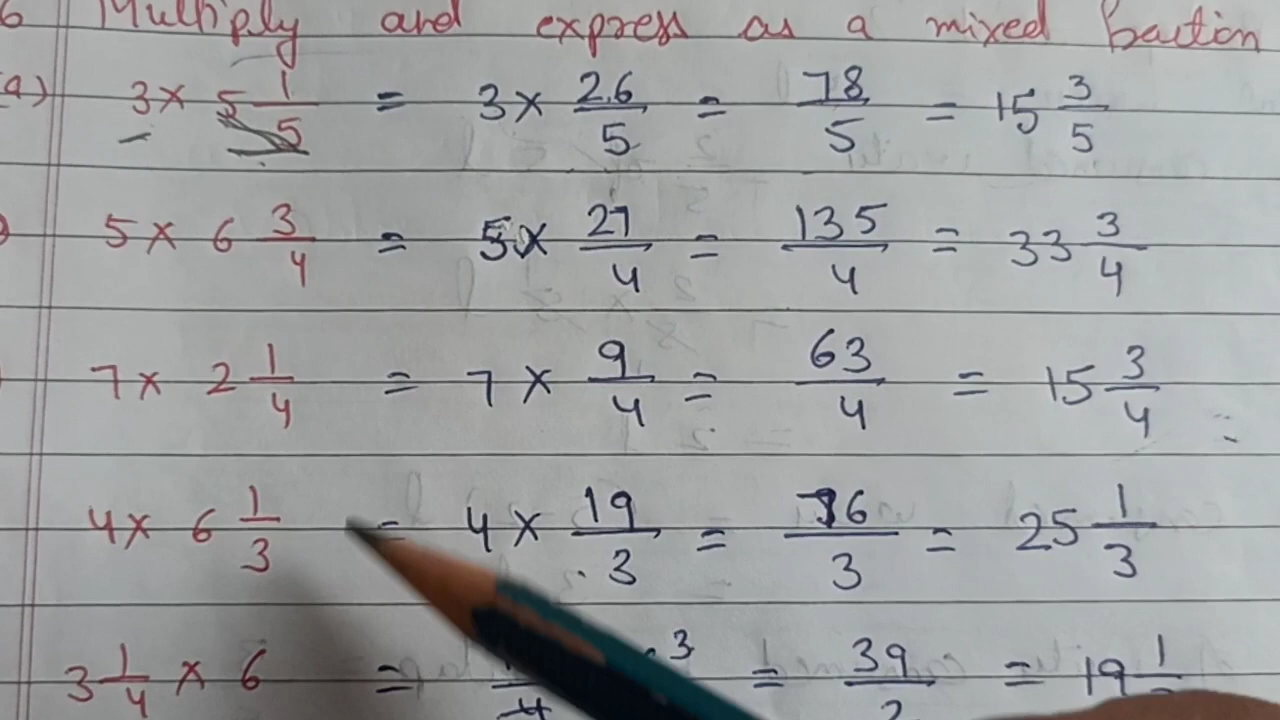 6 Multiply and express as a mixed fraction
(a) 3 × 5 1/5 = 3 × 26/5 = 78/5 = 15 3/5
5 × 6 3/4 = 5 × 27/4 = 135/4 = 33 3/4
7 × 2 1/4 = 7 × 9/4 = 63/4 = 15 3/4
4 × 6 1/3 = 4 × 19/3 = 76/3 = 25 1/3
3 1/4 × 6 = 3 = 39/2 = 19 1